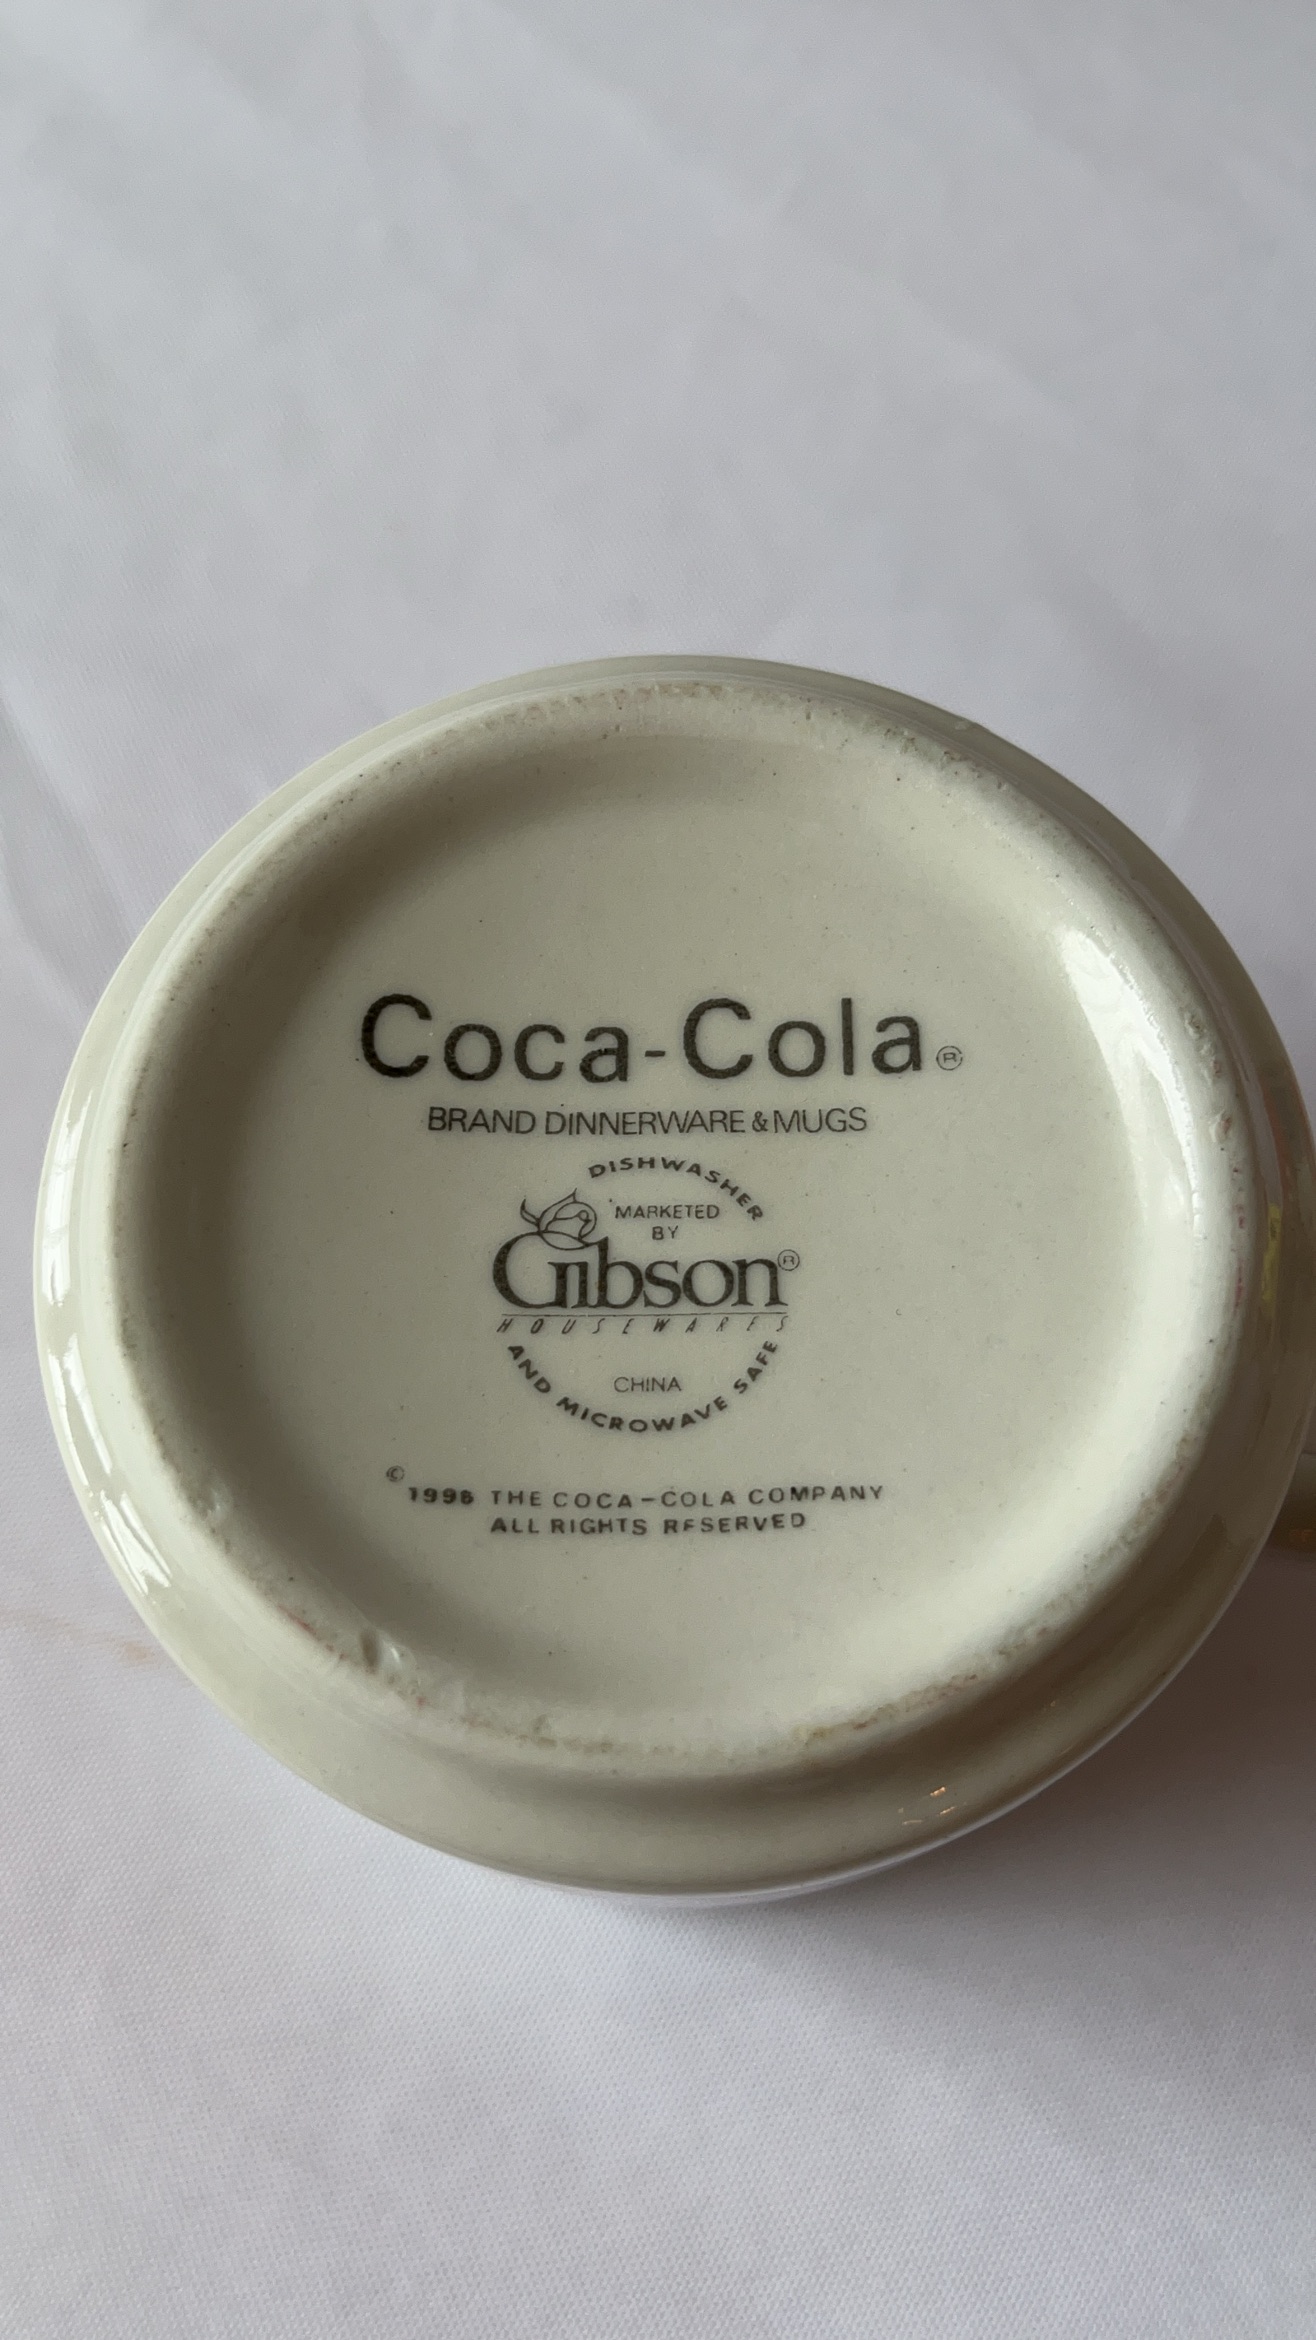 Coca-Cola®
BRAND DINNERWARE & MUGS
DISHWASHER
MARKETED
BY
Gibson®
HOUSEWARES
CHINA
AND MICROWAVE SAFE
© 1996 THE COCA-COLA COMPANY
ALL RIGHTS RESERVED